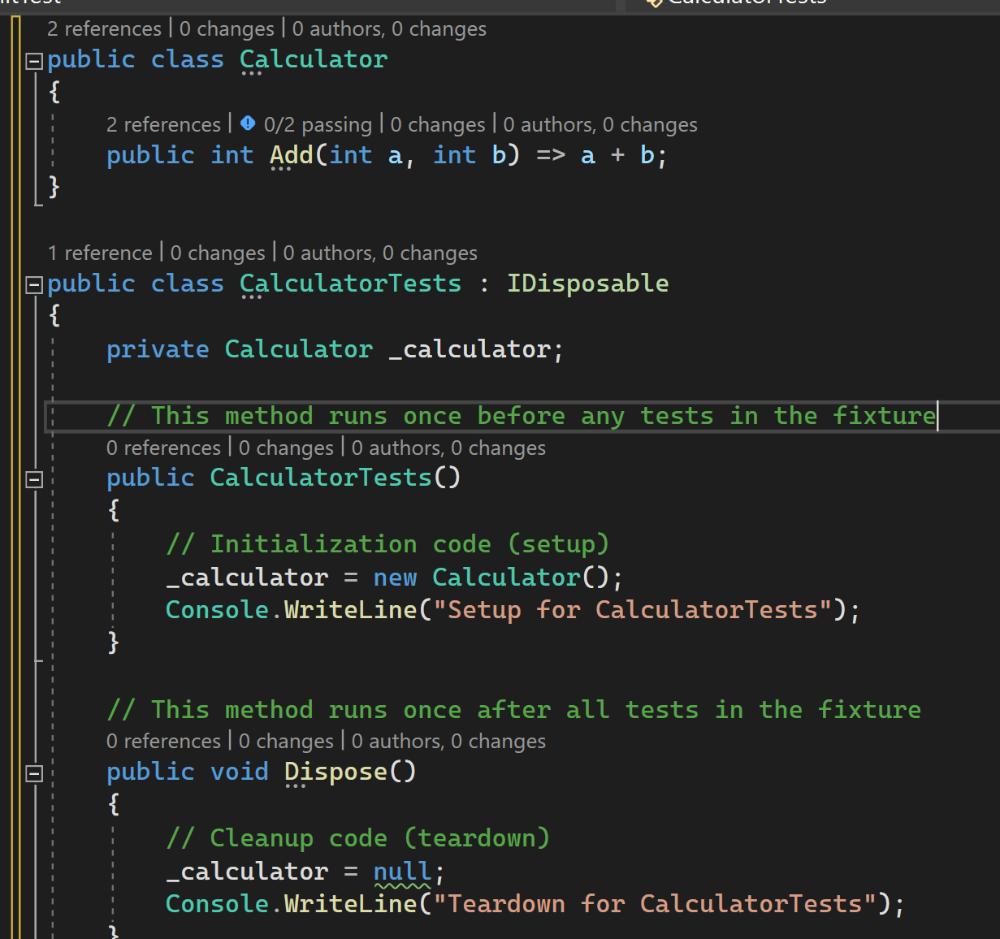 CalculatorTests
2 references | 0 changes | 0 authors, 0 changes
public class Calculator
{
2 references | 0/2 passing | 0 changes | 0 authors, 0 changes
public int Add(int a, int b) => a + b;
}
1 reference | 0 changes | 0 authors, 0 changes
public class CalculatorTests : IDisposable
{
private Calculator _calculator;
// This method runs once before any tests in the fixture
0 references | 0 changes | 0 authors, 0 changes
public CalculatorTests()
{
// Initialization code (setup)
_calculator = new Calculator();
Console.WriteLine("Setup for CalculatorTests");
}
// This method runs once after all tests in the fixture
0 references | 0 changes | 0 authors, 0 changes
public void Dispose()
{
// Cleanup code (teardown)
_calculator = null;
Console.WriteLine("Teardown for CalculatorTests");
}